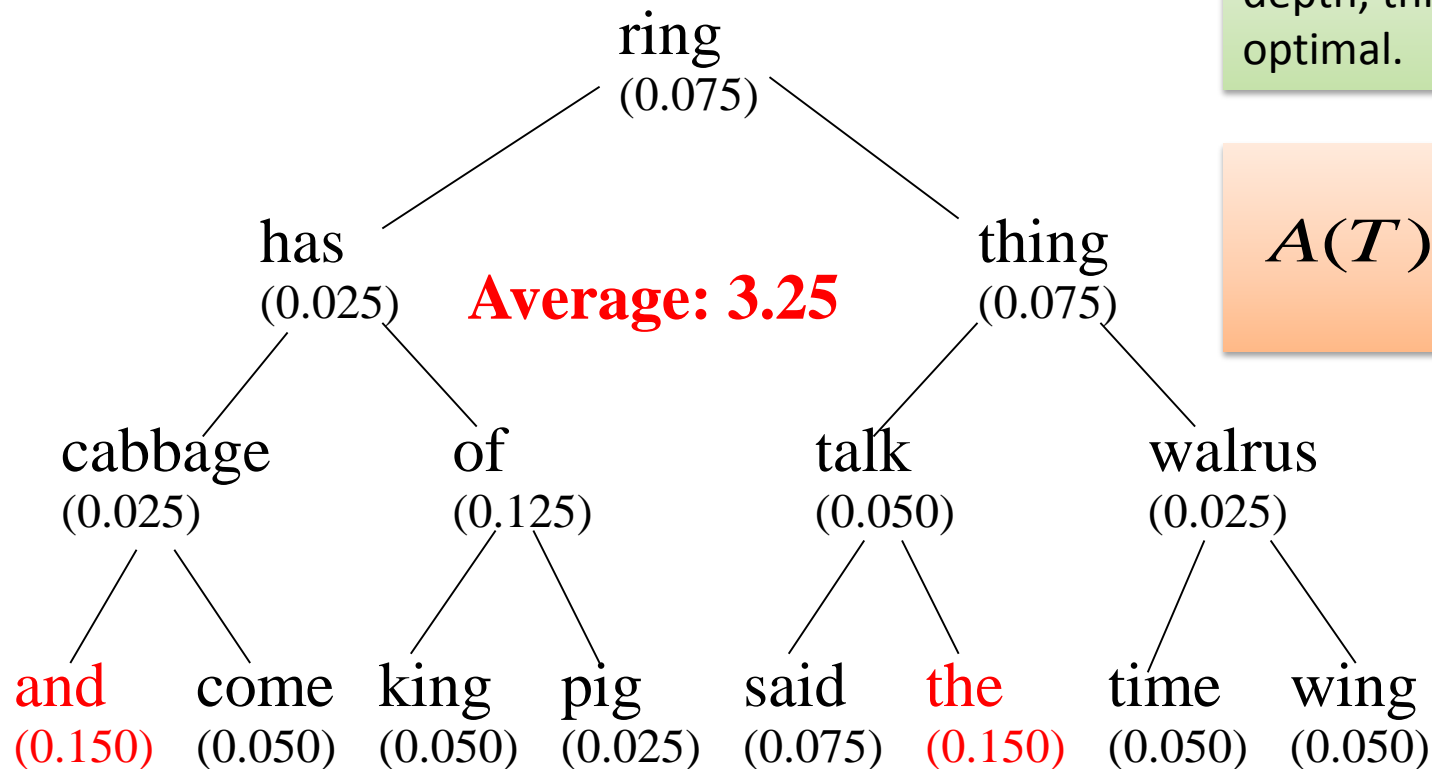 depth, thi
optimal.
ring
(0.075)
A(T)
has
(0.025)
thing
(0.075)
Average: 3.25
cabbage
(0.025)
of
(0.125)
talk
(0.050)
walrus
(0.025)
and
(0.150)
come
(0.050)
king
(0.050)
pig
(0.025)
said
(0.075)
the
(0.150)
time
(0.050)
wing
(0.050)